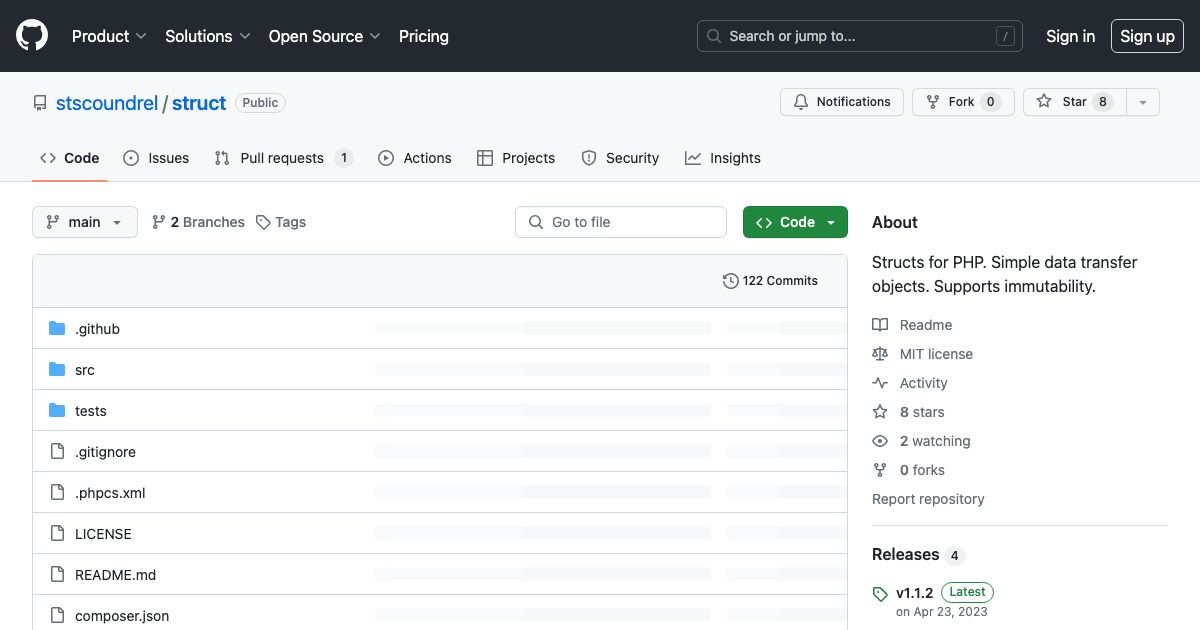 Product Solutions Open Source Pricing Search or jump to... / Sign in Sign up
stscoundrel / struct Public Notifications Fork 0 Star 8
Code Issues Pull requests 1 Actions Projects Security Insights
main 2 Branches Tags Go to file Code
122 Commits
.github
src
tests
.gitignore
.phpcs.xml
LICENSE
README.md
composer.json
About
Structs for PHP. Simple data transfer
objects. Supports immutability.
Readme
MIT license
Activity
8 stars
2 watching
0 forks
Report repository
Releases 4
v1.1.2 Latest
on Apr 23, 2023